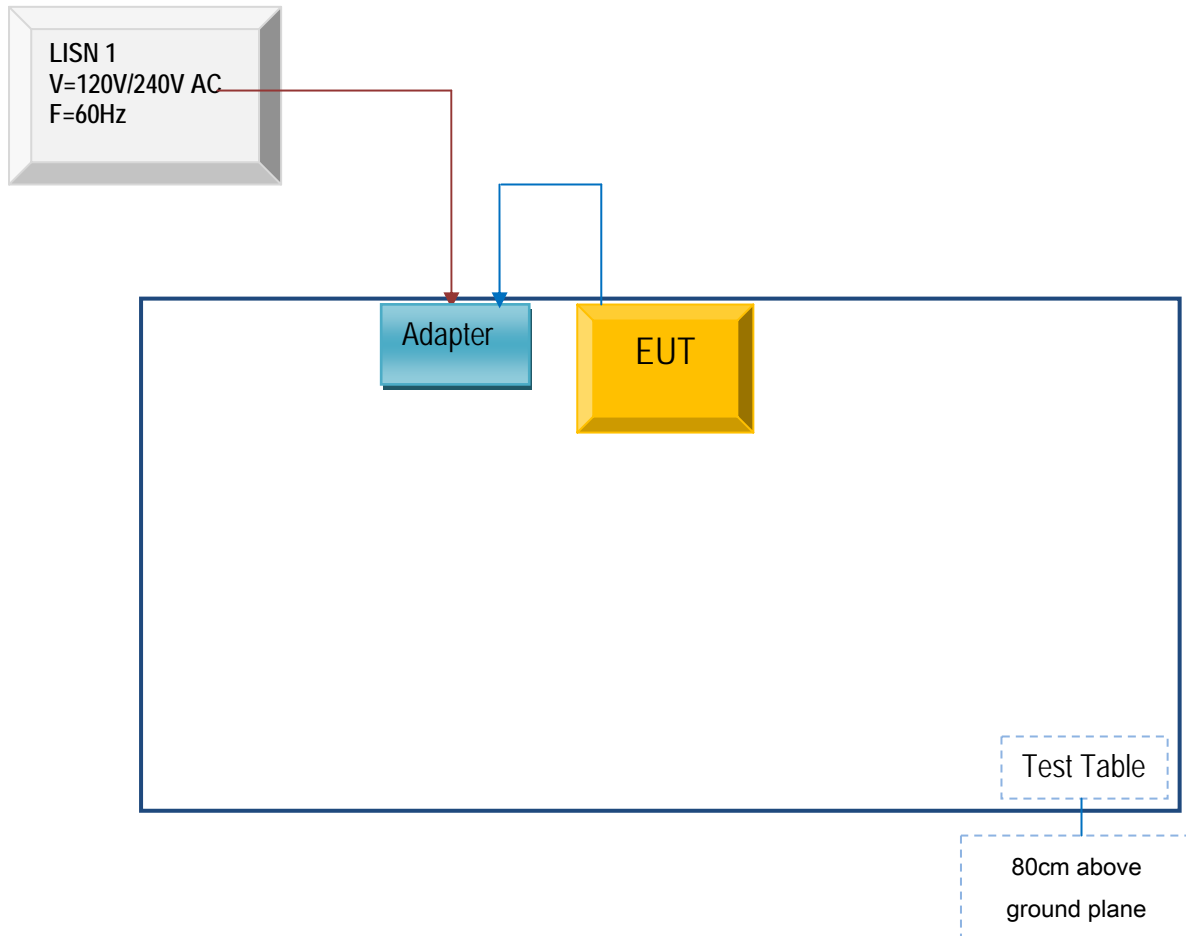 LISN 1
V=120V/240V AC
F=60Hz
Adapter
EUT
Test Table
80cm above
ground plane